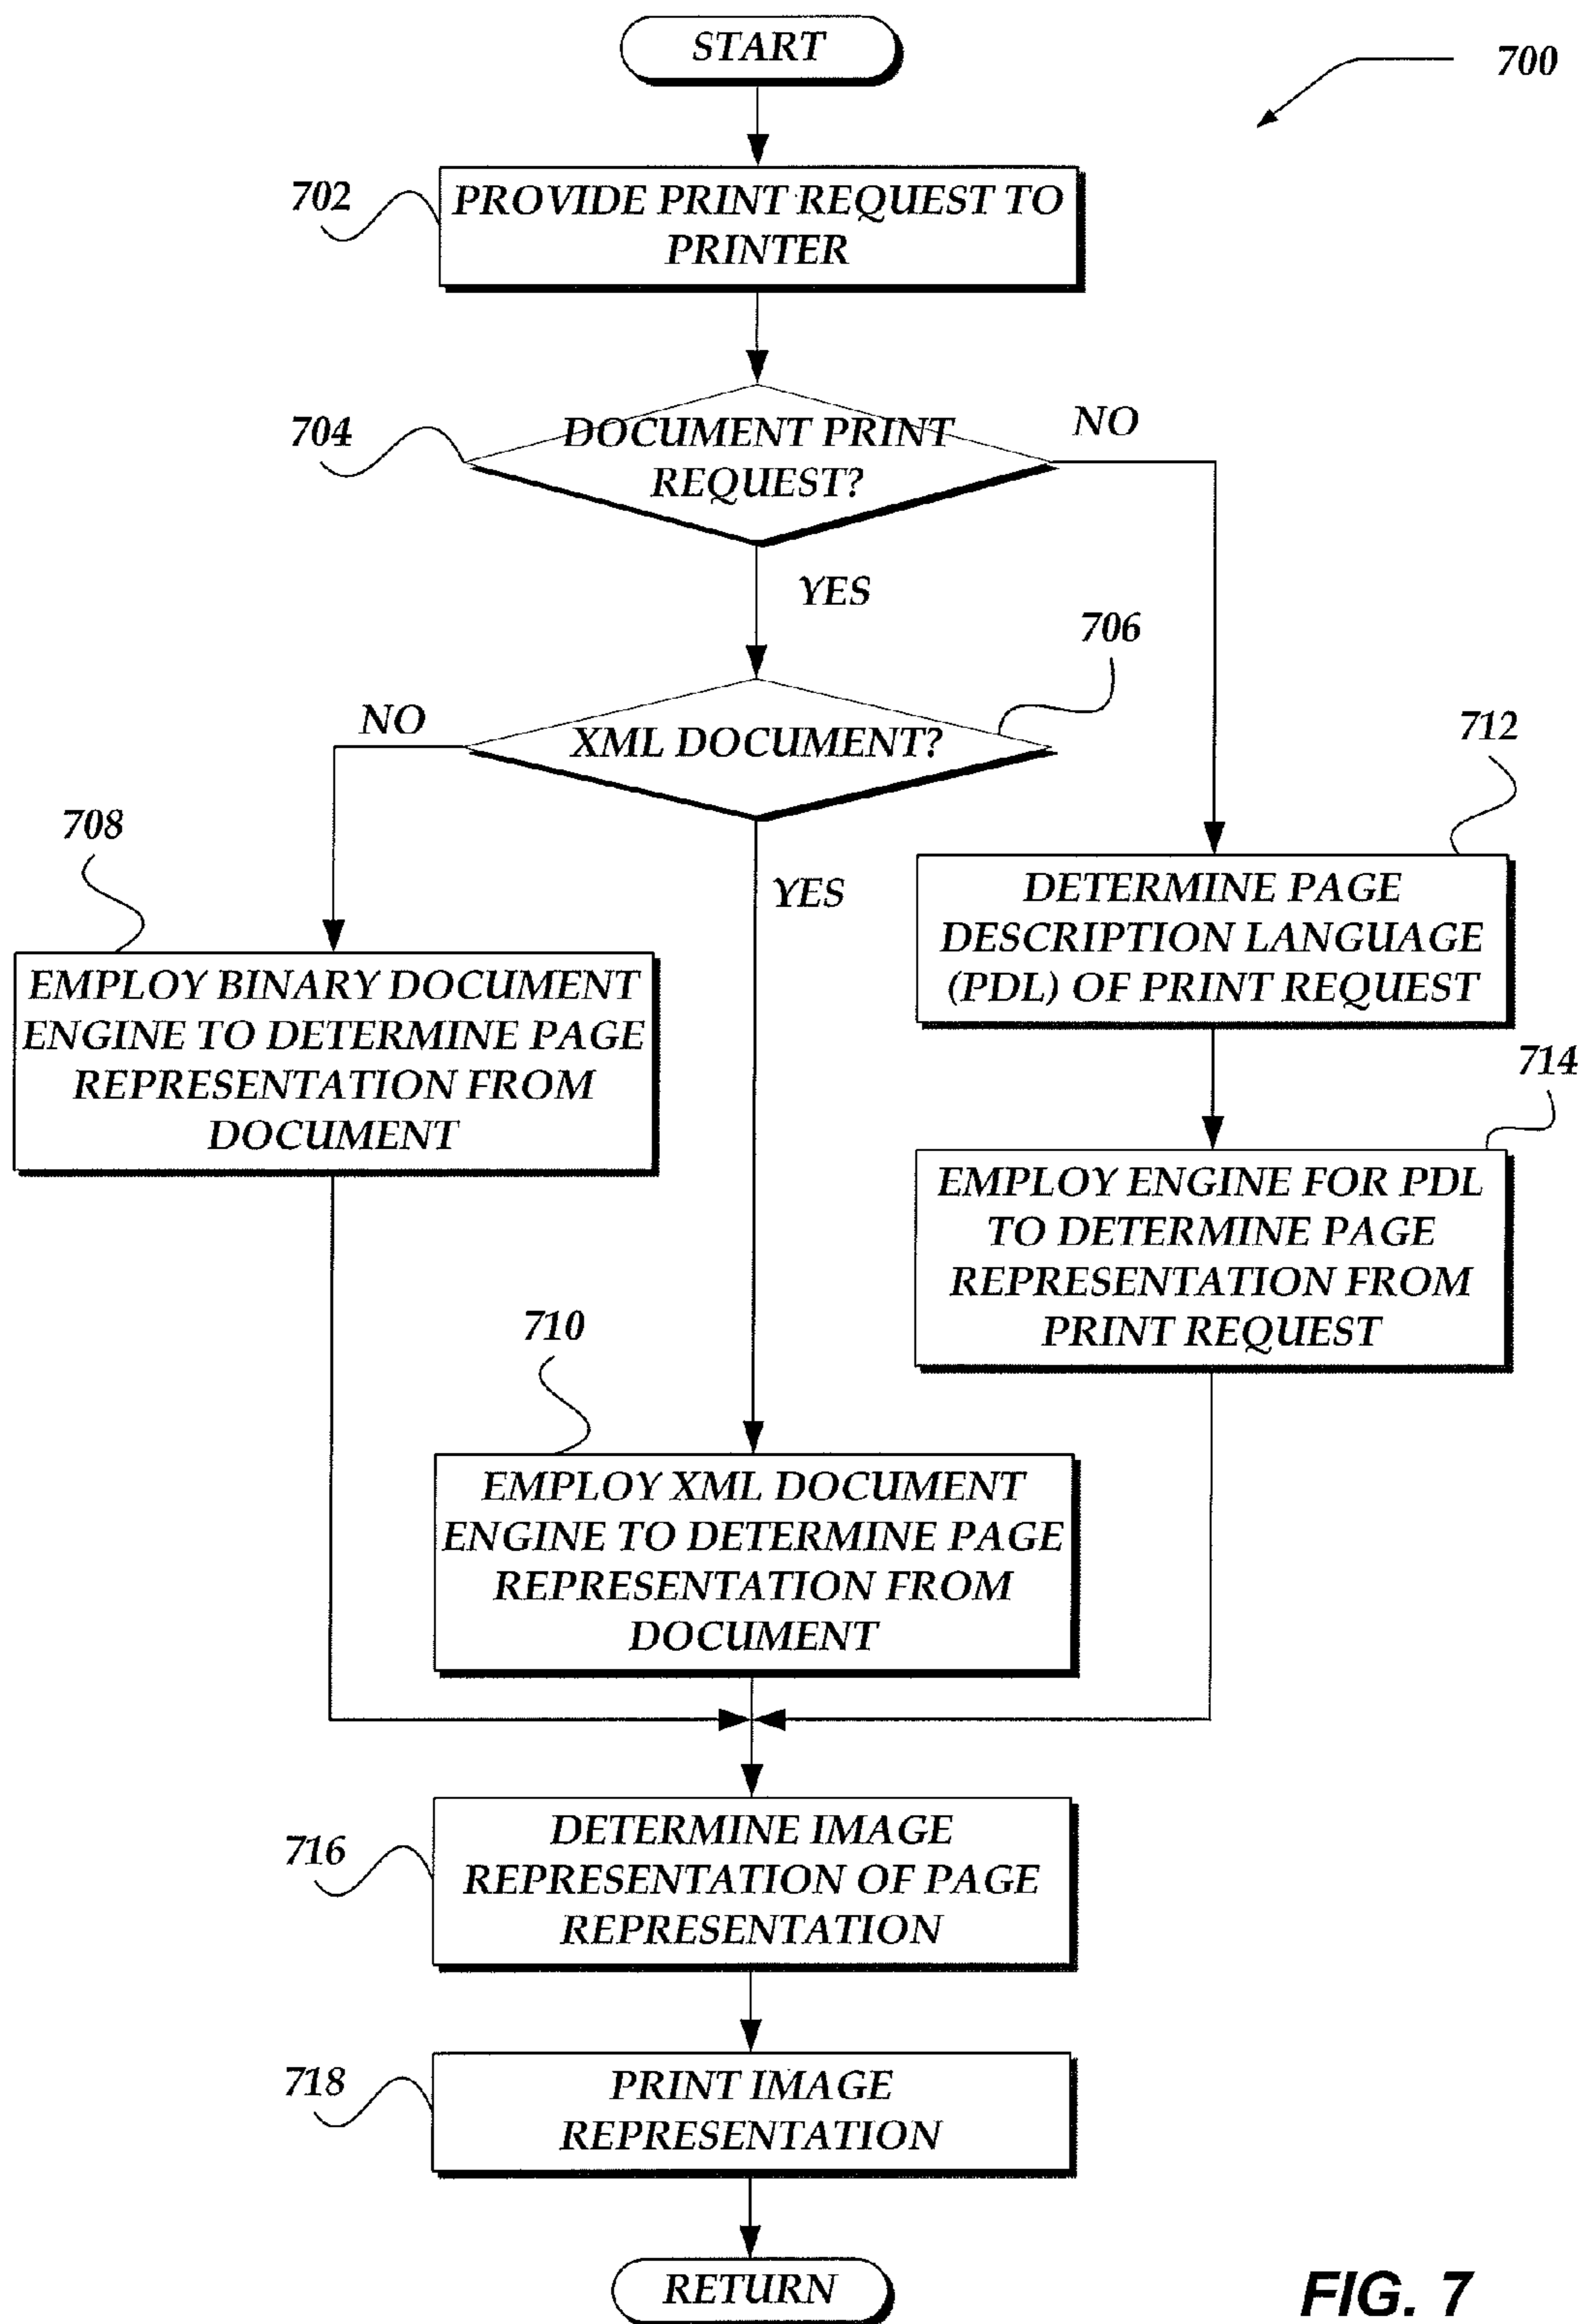 START
700
702
PROVIDE PRINT REQUEST TO
PRINTER
704
DOCUMENT PRINT
REQUEST?
NO
YES
706
XML DOCUMENT?
NO
YES
708
EMPLOY BINARY DOCUMENT
ENGINE TO DETERMINE PAGE
REPRESENTATION FROM
DOCUMENT
712
DETERMINE PAGE
DESCRIPTION LANGUAGE
(PDL) OF PRINT REQUEST
714
EMPLOY ENGINE FOR PDL
TO DETERMINE PAGE
REPRESENTATION FROM
PRINT REQUEST
710
EMPLOY XML DOCUMENT
ENGINE TO DETERMINE PAGE
REPRESENTATION FROM
DOCUMENT
716
DETERMINE IMAGE
REPRESENTATION OF PAGE
REPRESENTATION
718
PRINT IMAGE
REPRESENTATION
RETURN
FIG. 7